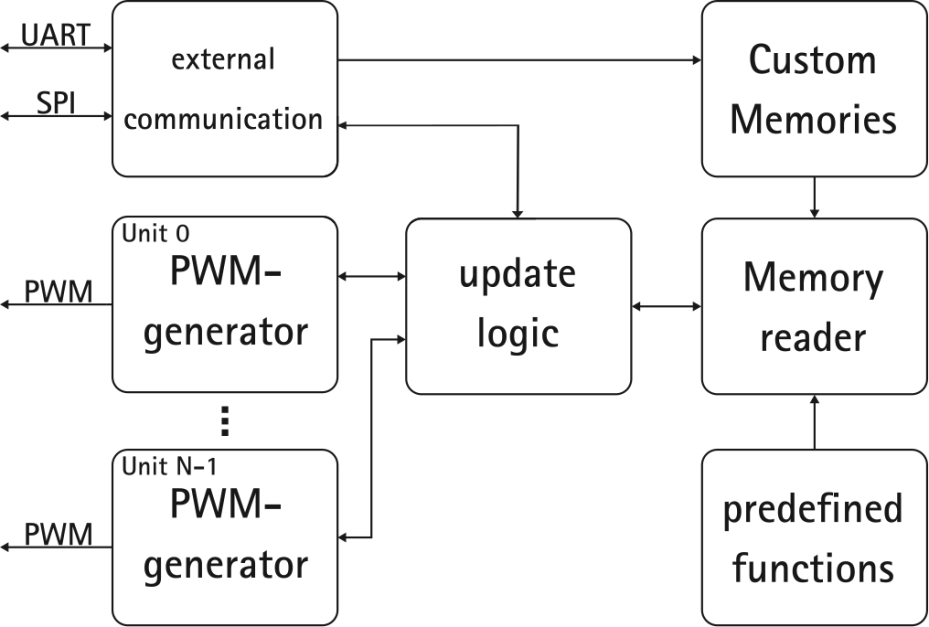 UART
SPI
external
communication
Custom
Memories
Unit 0
PWM-
generator
PWM
update
logic
Memory
reader
Unit N-1
PWM-
generator
PWM
predefined
functions